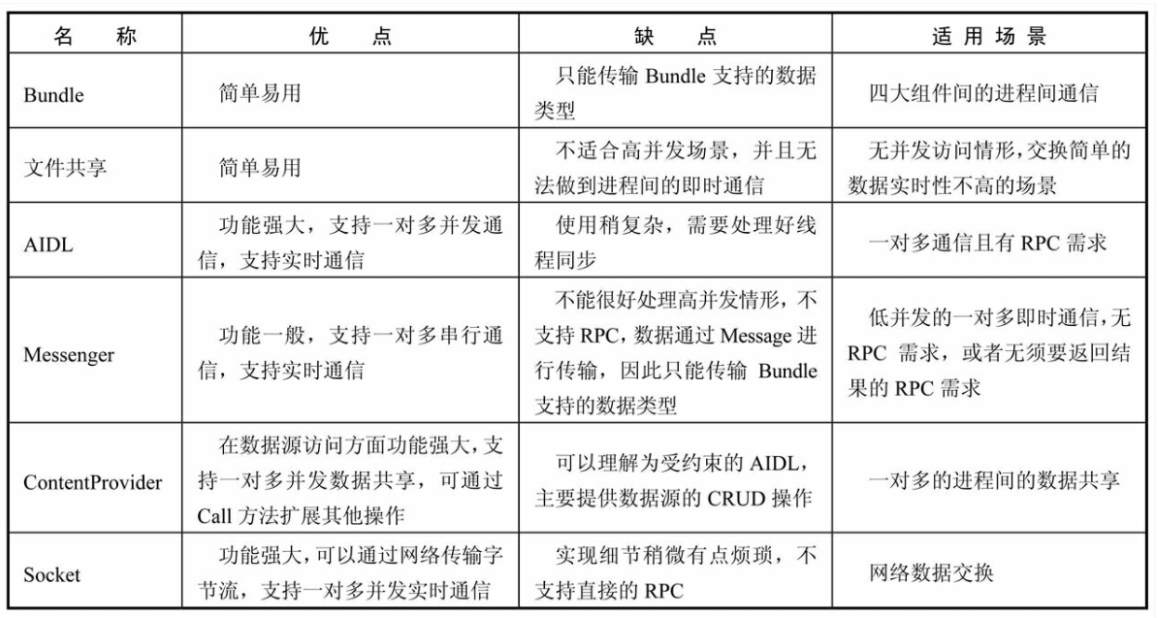 名 称
优 点
缺 点
适 用 场 景
Bundle
简单易用
只能传输 Bundle 支持的数据
类型
四大组件间的进程间通信
文件共享
简单易用
不适合高并发场景，并且无
法做到进程间的即时通信
无并发访问情形，交换简单的
数据实时性不高的场景
AIDL
功能强大，支持一对多并发通
信，支持实时通信
使用稍复杂，需要处理好线
程同步
一对多通信且有 RPC 需求
Messenger
功能一般，支持一对多串行通
信，支持实时通信
不能很好处理高并发情形，不
支持 RPC，数据通过 Message 进
行传输，因此只能传输 Bundle
支持的数据类型
低并发的一对多即时通信，无
RPC 需求，或者无须要返回结
果的 RPC 需求
ContentProvider
在数据源访问方面功能强大，支
持一对多并发数据共享，可通过
Call 方法扩展其他操作
可以理解为受约束的 AIDL，
主要提供数据源的 CRUD 操作
一对多的进程间的数据共享
Socket
功能强大，可以通过网络传输字
节流，支持一对多并发实时通信
实现细节稍微有点烦琐，不
支持直接的 RPC
网络数据交换